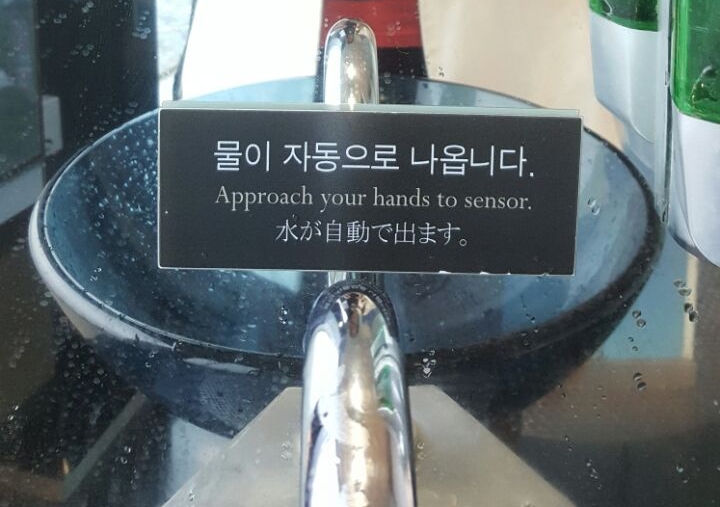 물이 자동으로 나옵니다.
Approach your hands to sensor.
水が自動で出ます。